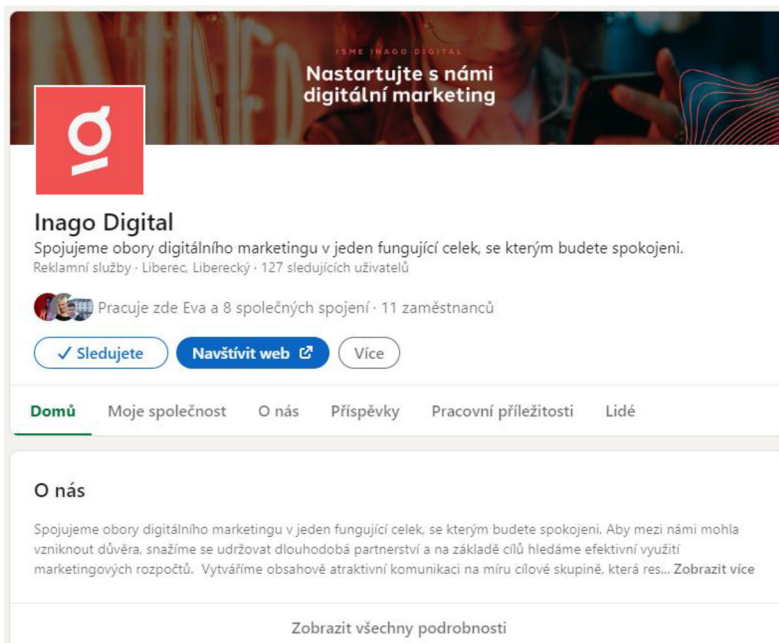 JSME INAGO DIGITAL
Nastartujte s námi
digitální marketing
Inago Digital
Spojujeme obory digitálního marketingu v jeden fungující celek, se kterým budete spokojeni.
Reklamní služby · Liberec, Liberecký · 127 sledujících uživatelů
Pracuje zde Eva a 8 společných spojení · 11 zaměstnanců
✓ Sledujete Navštívit web Více
Domů Moje společnost O nás Příspěvky Pracovní příležitosti Lidé
O nás
Spojujeme obory digitálního marketingu v jeden fungující celek, se kterým budete spokojeni. Aby mezi námi mohla
vzniknout důvěra, snažíme se udržovat dlouhodobá partnerství a na základě cílů hledáme efektivní využití
marketingových rozpočtů.  Vytváříme obsahově atraktivní komunikaci na míru cílové skupině, která res... Zobrazit více
Zobrazit všechny podrobnosti